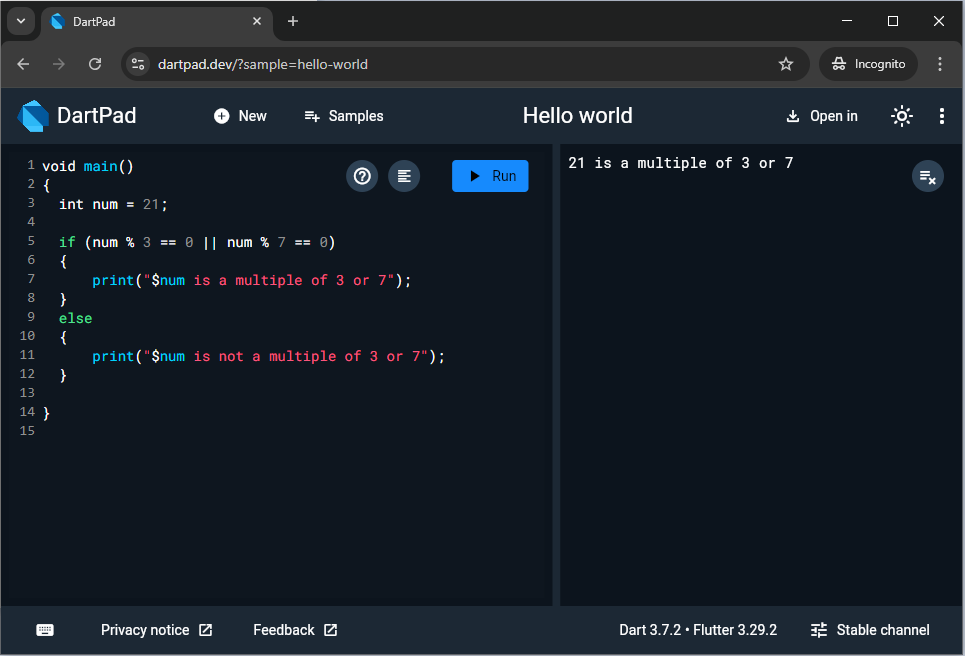 DartPad
dartpad.dev/?sample=hello-world
Incognito
DartPad
New
Samples
Hello world
Open in
1 void main()
2 {
3   int num = 21;
4
5   if (num % 3 == 0 || num % 7 == 0)
6   {
7       print("$num is a multiple of 3 or 7");
8   }
9   else
10   {
11       print("$num is not a multiple of 3 or 7");
12   }
13
14 }
15
Run
21 is a multiple of 3 or 7
Privacy notice
Feedback
Dart 3.7.2 • Flutter 3.29.2
Stable channel